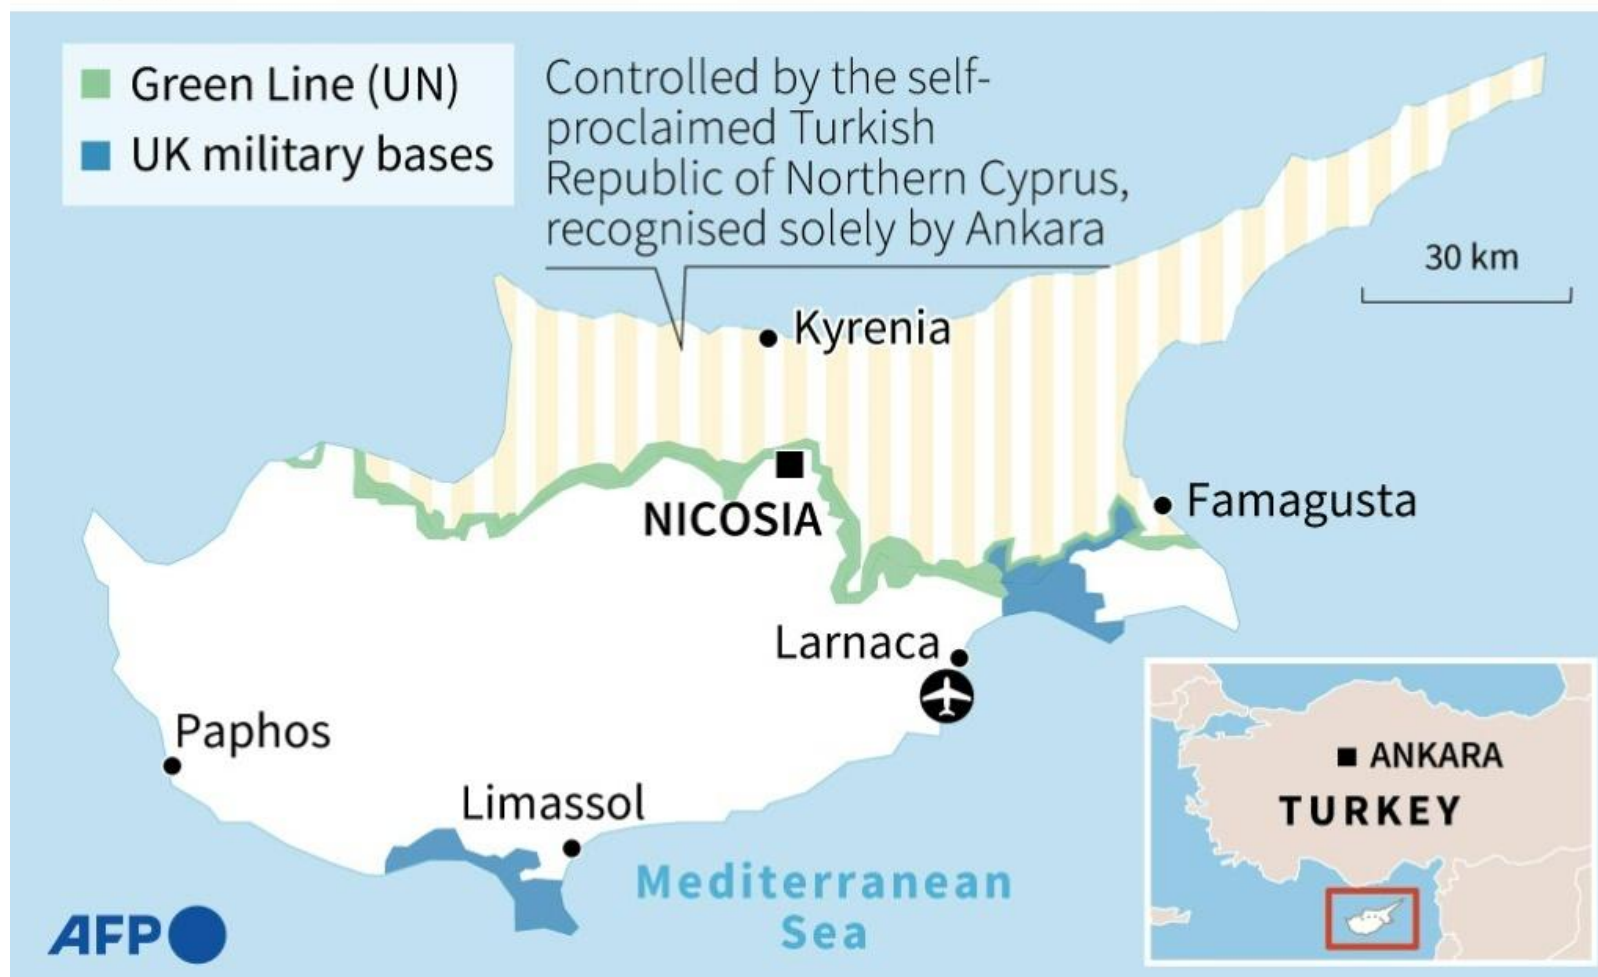 Green Line (UN)
UK military bases
Controlled by the self-
proclaimed Turkish
Republic of Northern Cyprus,
recognised solely by Ankara
30 km
Kyrenia
NICOSIA
Famagusta
Larnaca
Paphos
Limassol
Mediterranean
Sea
ANKARA
TURKEY
AFP